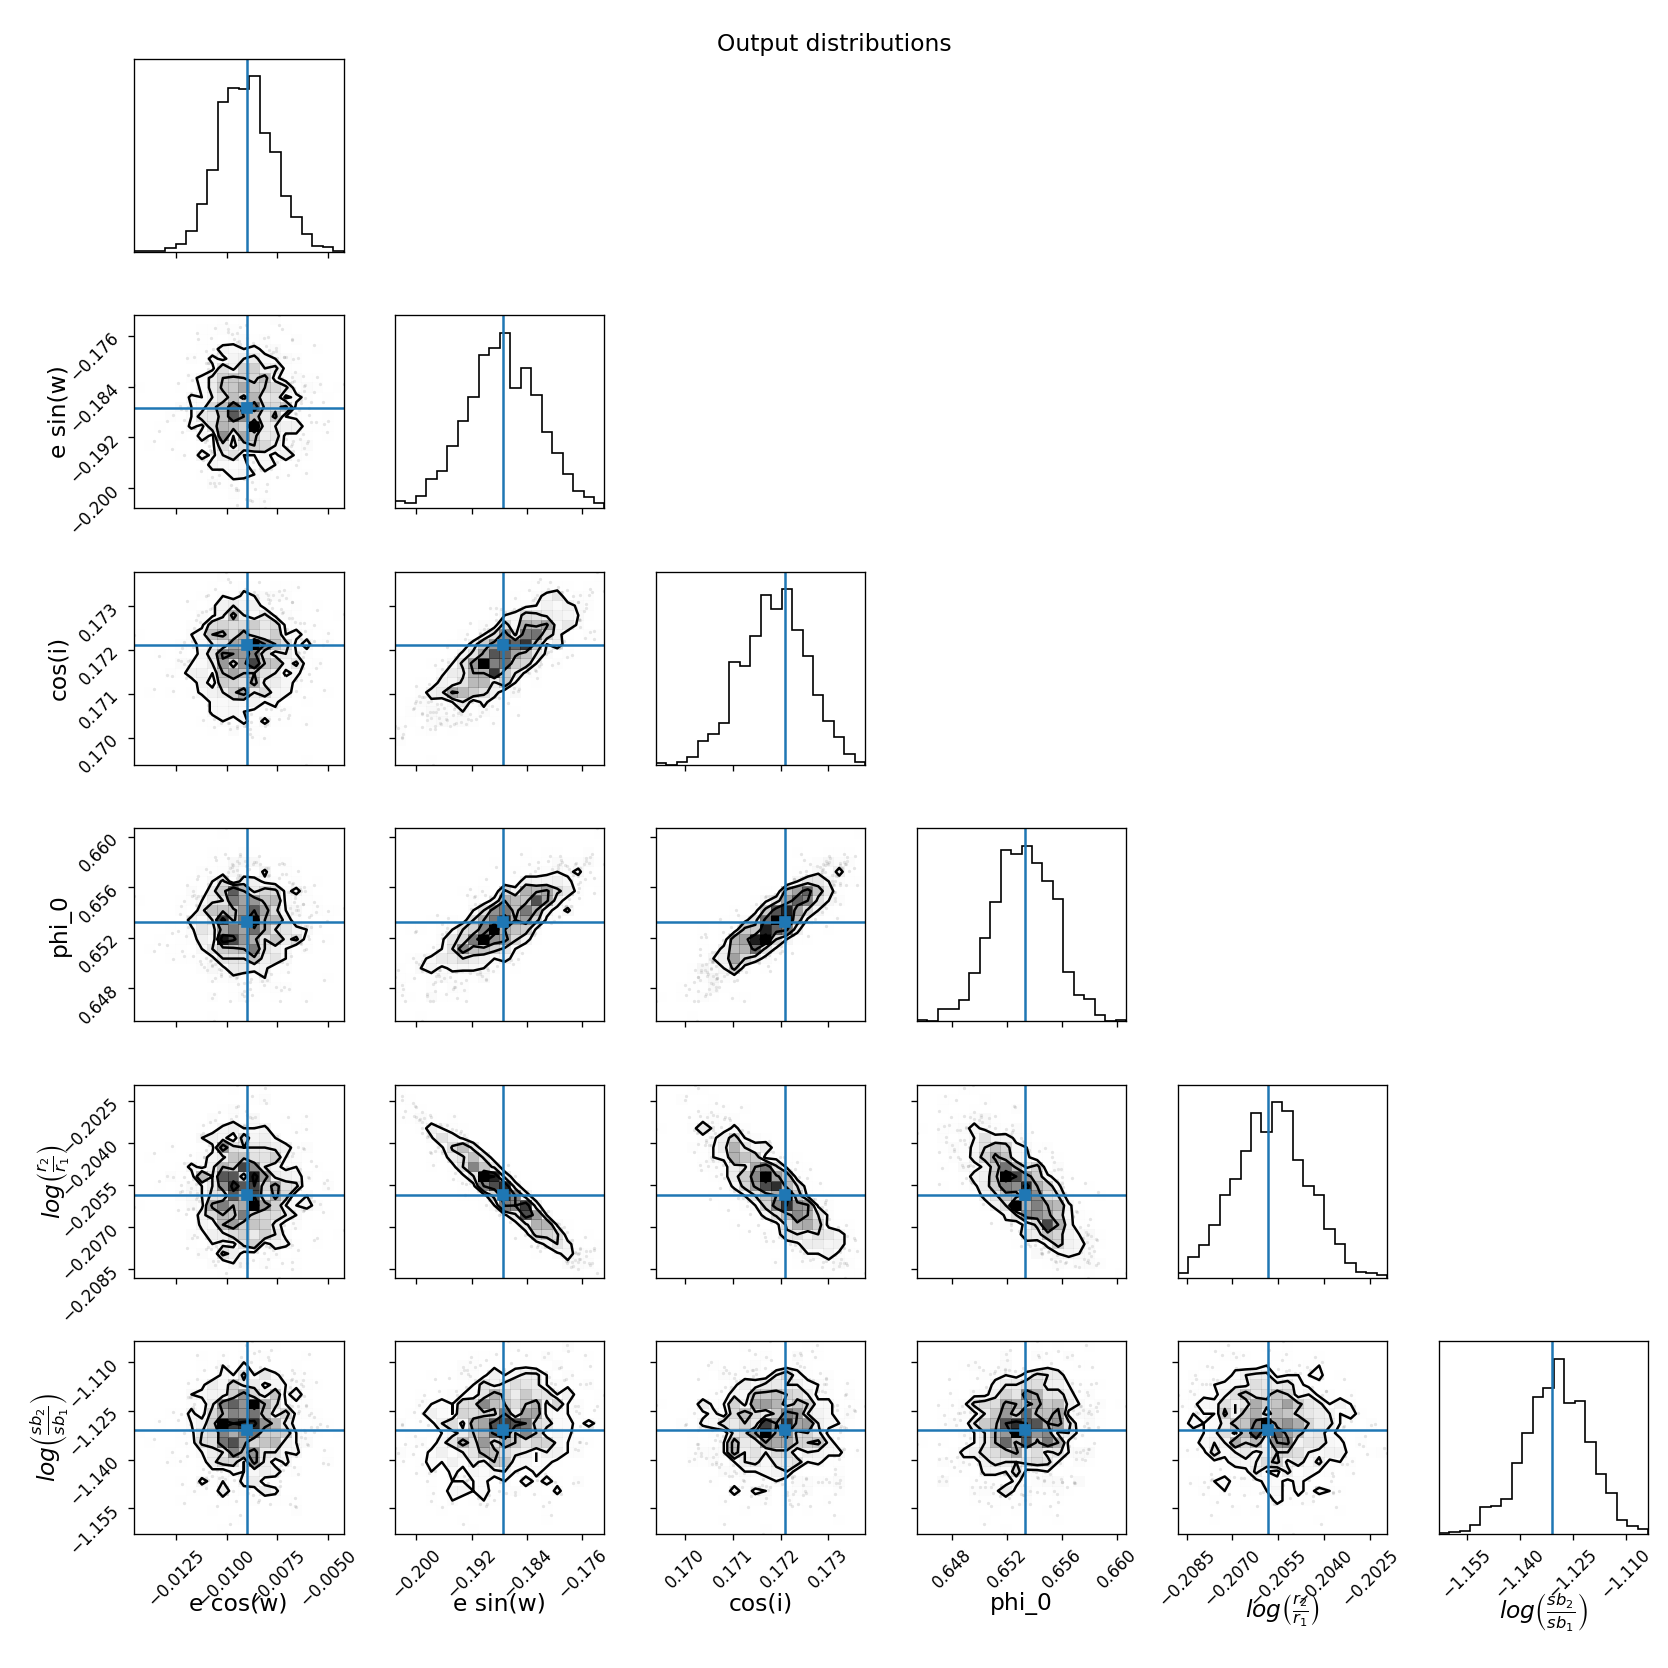 Output distributions
e sin(w)
−0.176
−0.184
−0.192
−0.200
cos(i)
0.173
0.172
0.171
0.170
phi_0
0.660
0.656
0.652
0.648
log(r2/r1)
−0.2025
−0.2040
−0.2055
−0.2070
−0.2085
log(sb2/sb1)
−1.110
−1.125
−1.140
−1.155
−0.0125 −0.0100 −0.0075 −0.0050
e cos(w)
−0.200 −0.192 −0.184 −0.176
e sin(w)
0.170 0.171 0.172 0.173
cos(i)
0.648 0.652 0.656 0.660
phi_0
−0.2085 −0.2070 −0.2055 −0.2040 −0.2025
log(r2/r1)
−1.155 −1.140 −1.125 −1.110
log(sb2/sb1)